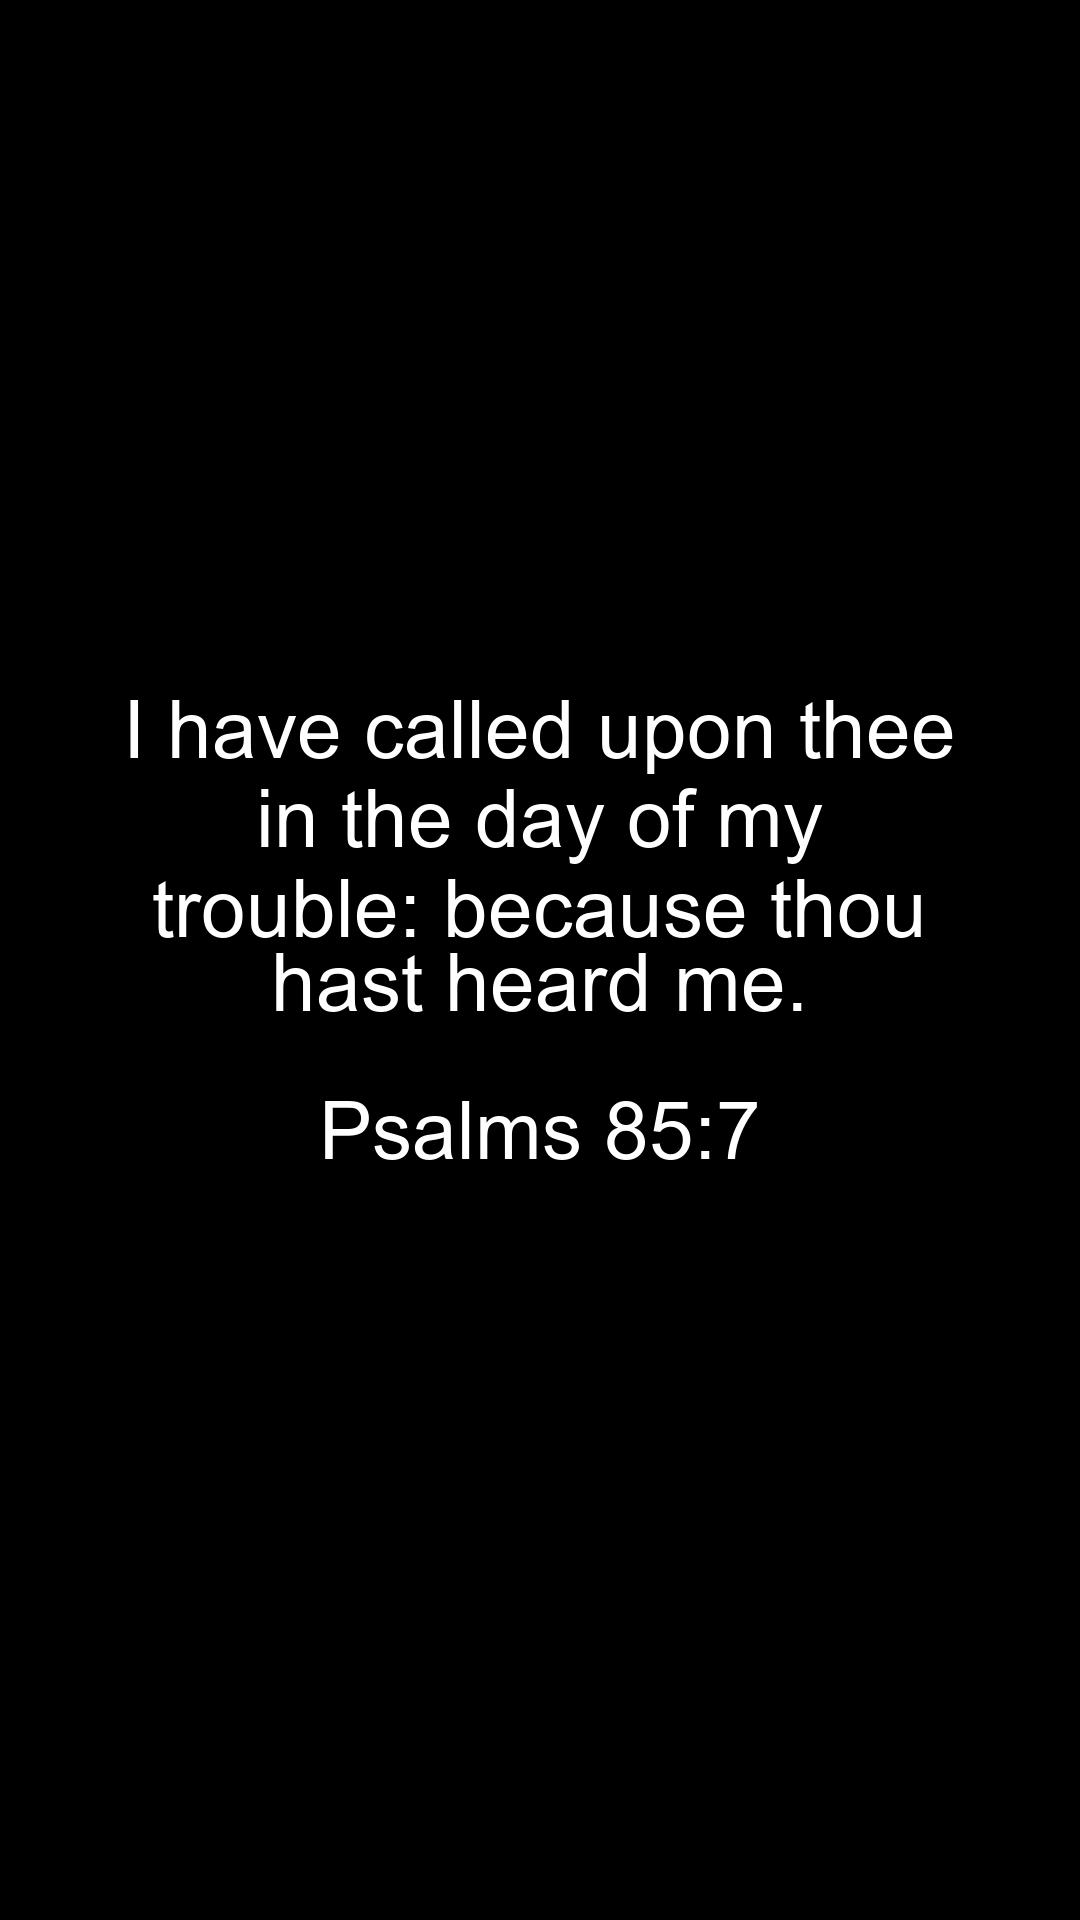 I have called upon thee
in the day of my
trouble: because thou
hast heard me.
Psalms 85:7